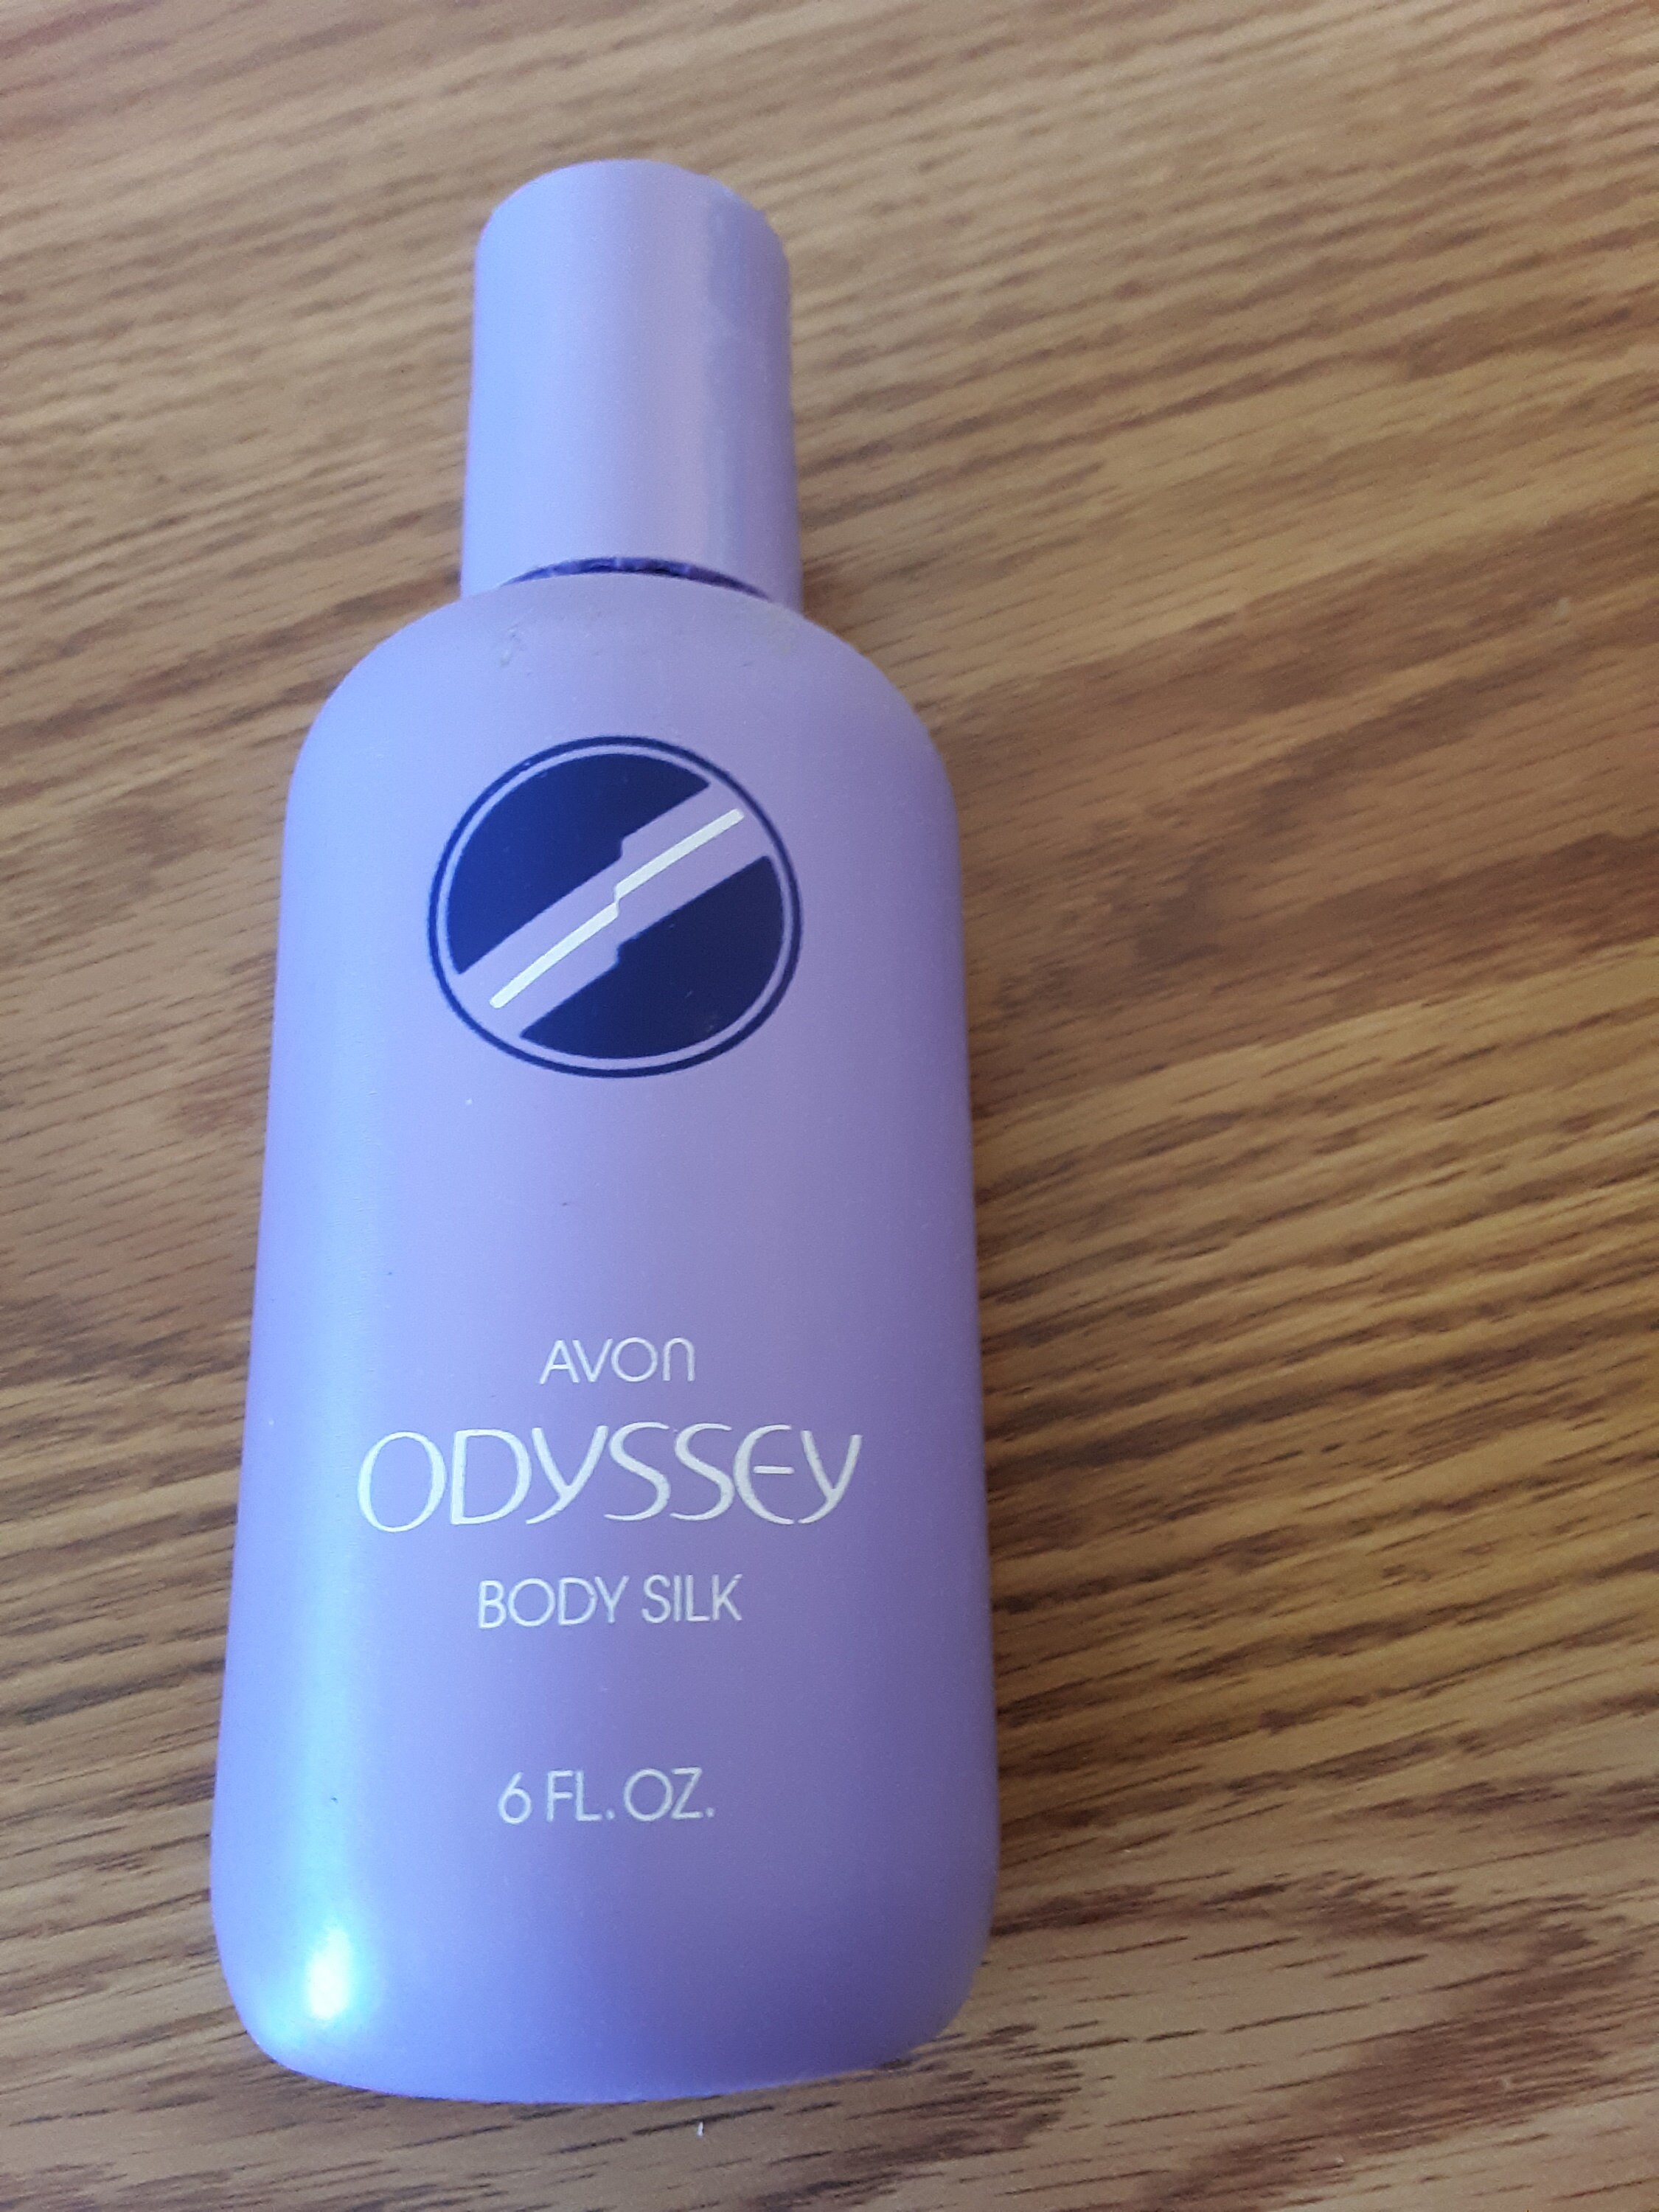 AVON
ODYSSEY
BODY SILK
6 FL. OZ.